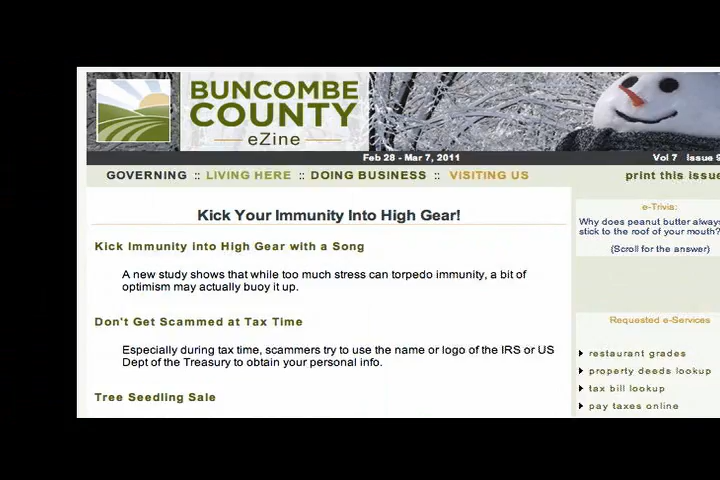 BUNCOMBE
COUNTY
eZine
Feb 28 - Mar 7, 2011
Vol 7 Issue 9
GOVERNING :: LIVING HERE :: DOING BUSINESS :: VISITING US
print this issue
Kick Your Immunity Into High Gear!
Kick Immunity into High Gear with a Song
A new study shows that while too much stress can torpedo immunity, a bit of
optimism may actually buoy it up.
Don't Get Scammed at Tax Time
Especially during tax time, scammers try to use the name or logo of the IRS or US
Dept of the Treasury to obtain your personal info.
Tree Seedling Sale
e-Trivia:
Why does peanut butter always
stick to the roof of your mouth?
(Scroll for the answer)
Requested e-Services
restaurant grades
property deeds lookup
tax bill lookup
pay taxes online